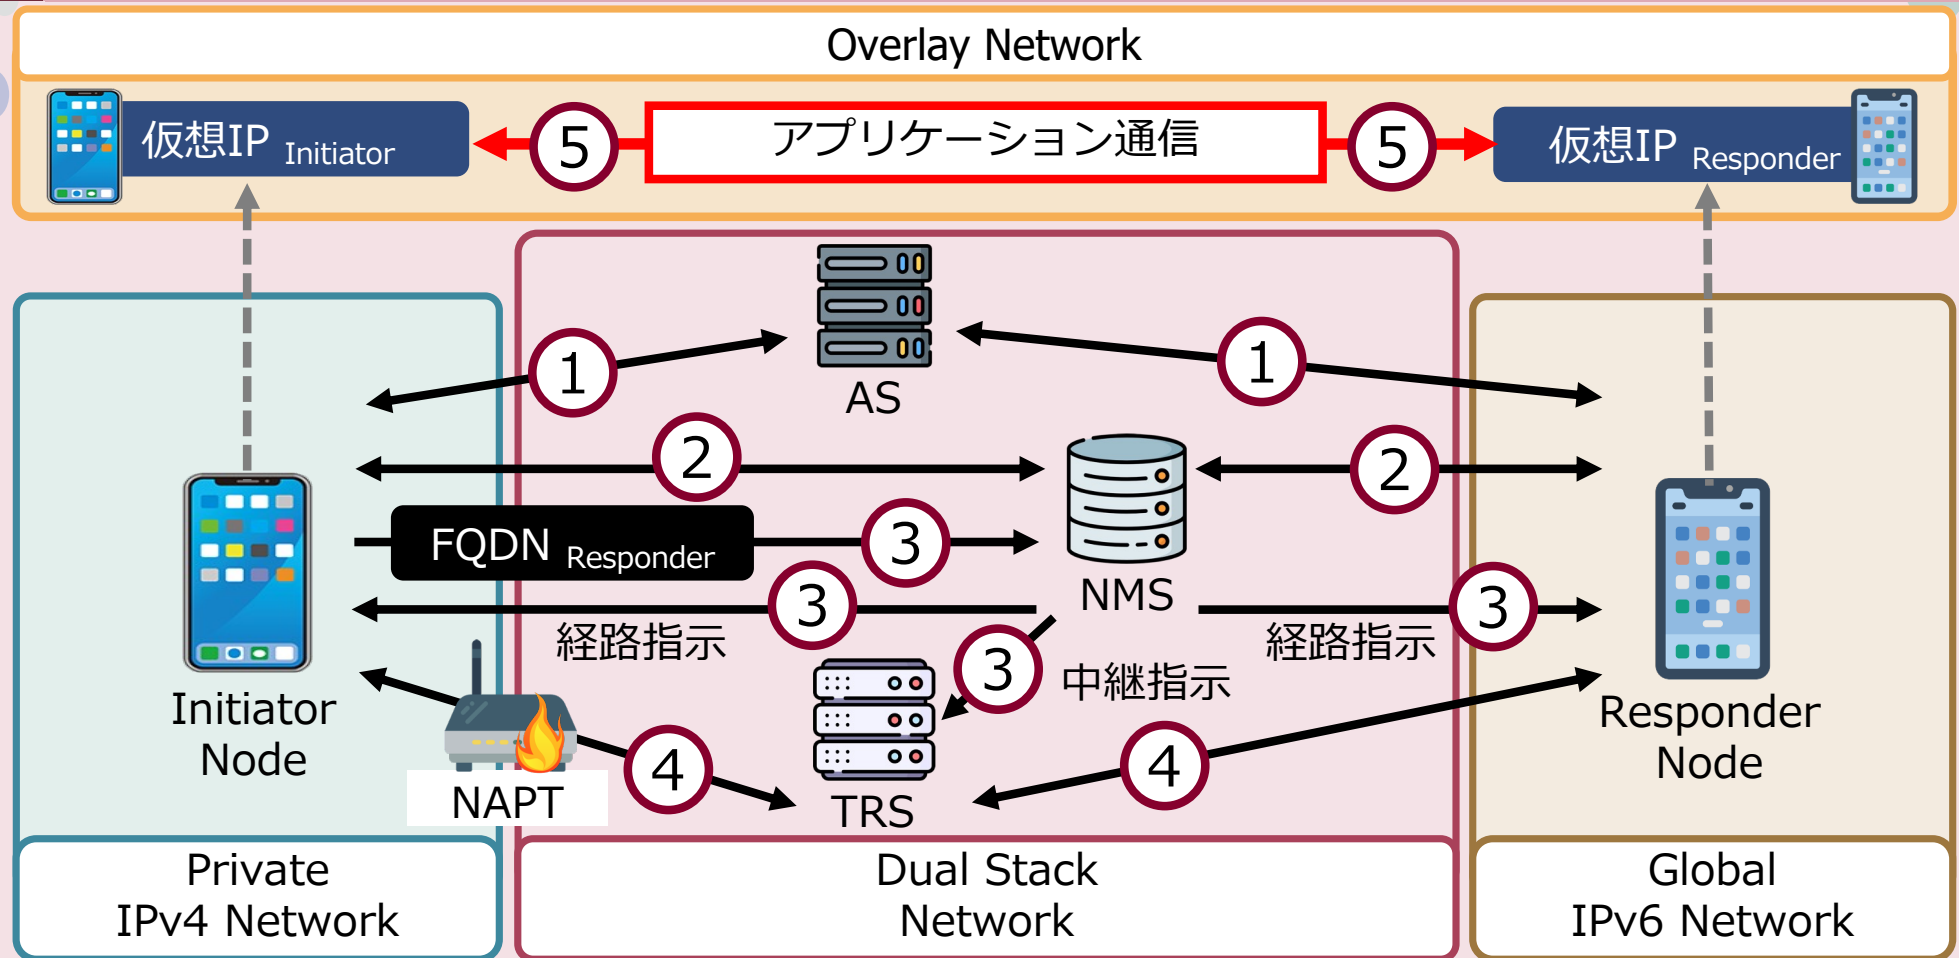 Overlay Network
仮想IP Initiator
5
アプリケーション通信
5
仮想IP Responder
1
AS
1
2
NMS
2
FQDN Responder
3
3
経路指示
3
中継指示
3
経路指示
Initiator
Node
NAPT
4
TRS
4
Responder
Node
Private
IPv4 Network
Dual Stack
Network
Global
IPv6 Network